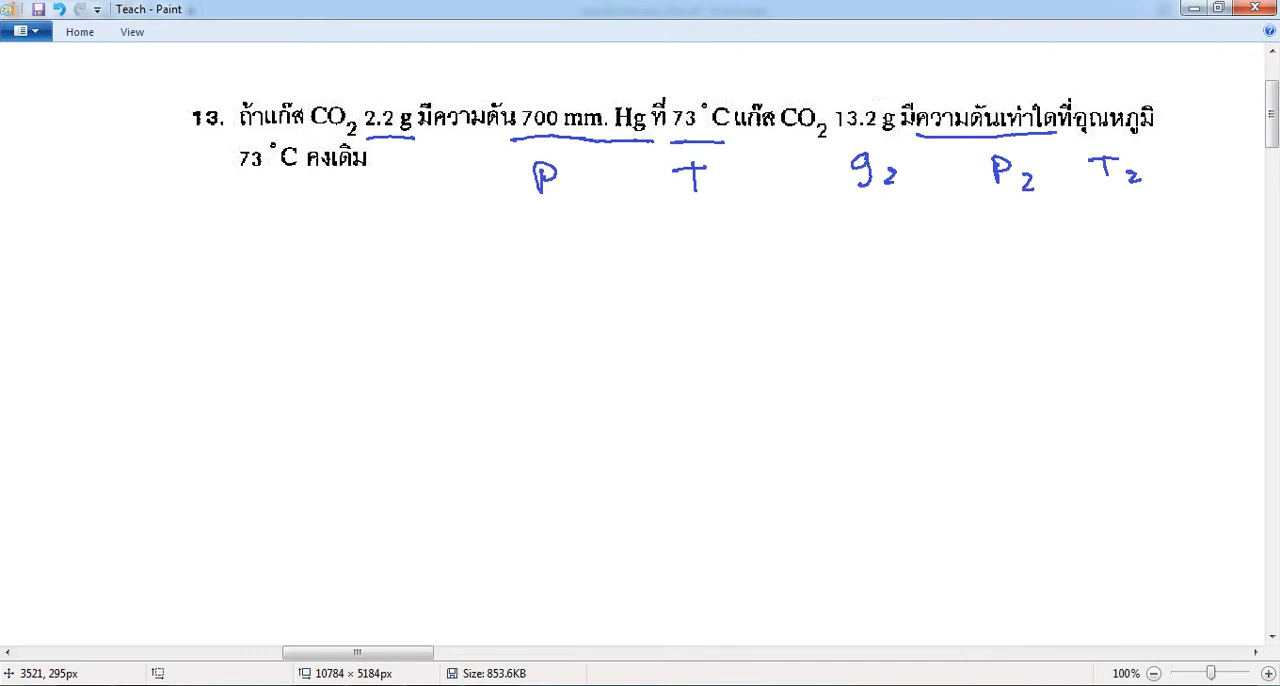 Teach - Paint
Home View
13. ถ้าแก๊ส CO2 2.2 g มีความดัน 700 mm. Hg ที่ 73 °C แก๊ส CO2 13.2 g มีความดันเท่าใดที่อุณหภูมิ
73 °C คงเดิม
P T g2 P2 T2
3521, 295px 10784 × 5184px Size: 853.6KB 100%